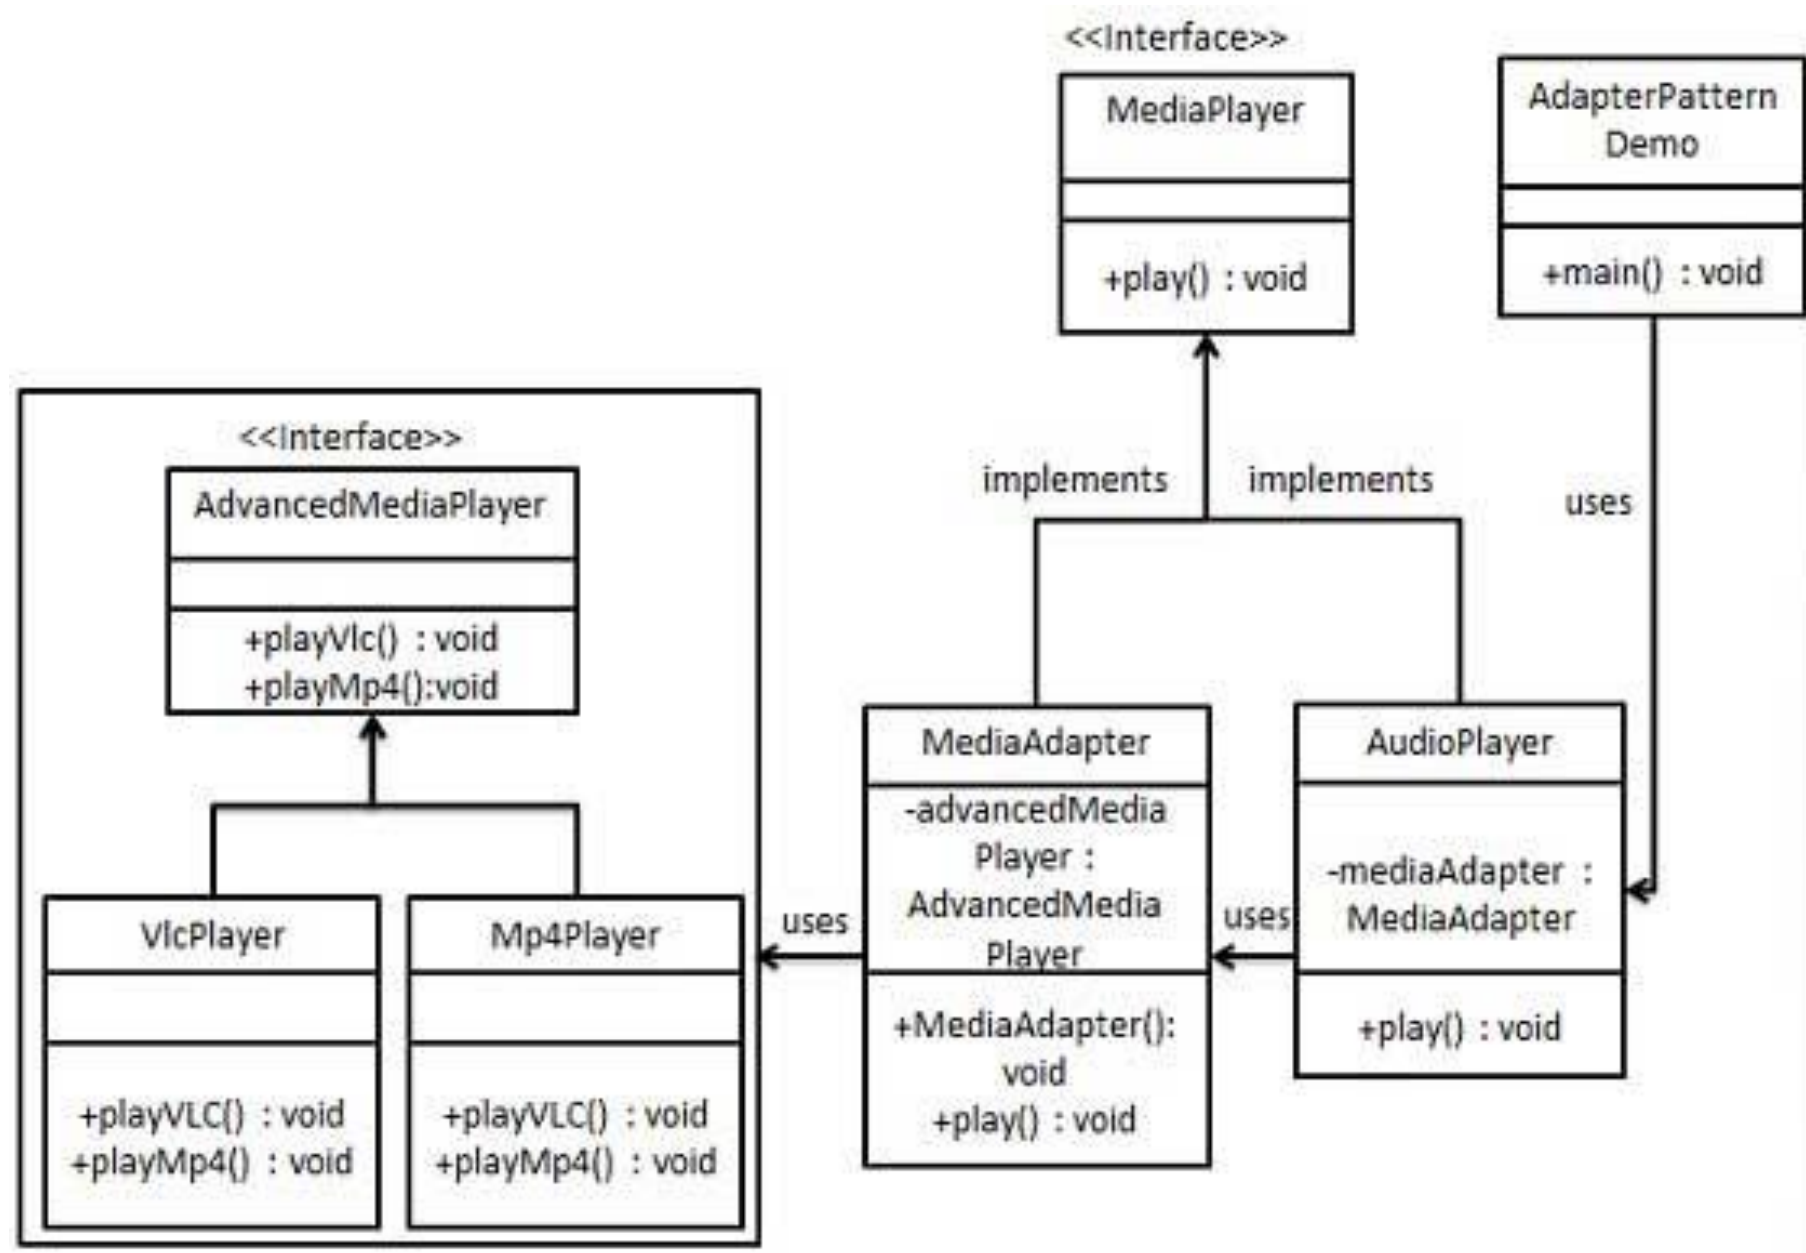 <<Interface>>
MediaPlayer
+play() : void
AdapterPattern
Demo
+main() : void
implements
implements
uses
<<Interface>>
AdvancedMediaPlayer
+playVlc() : void
+playMp4():void
VlcPlayer
+playVLC() : void
+playMp4() : void
Mp4Player
+playVLC() : void
+playMp4() : void
uses
MediaAdapter
-advancedMedia
Player :
AdvancedMedia
Player
+MediaAdapter():
void
+play() : void
uses
AudioPlayer
-mediaAdapter :
MediaAdapter
+play() : void